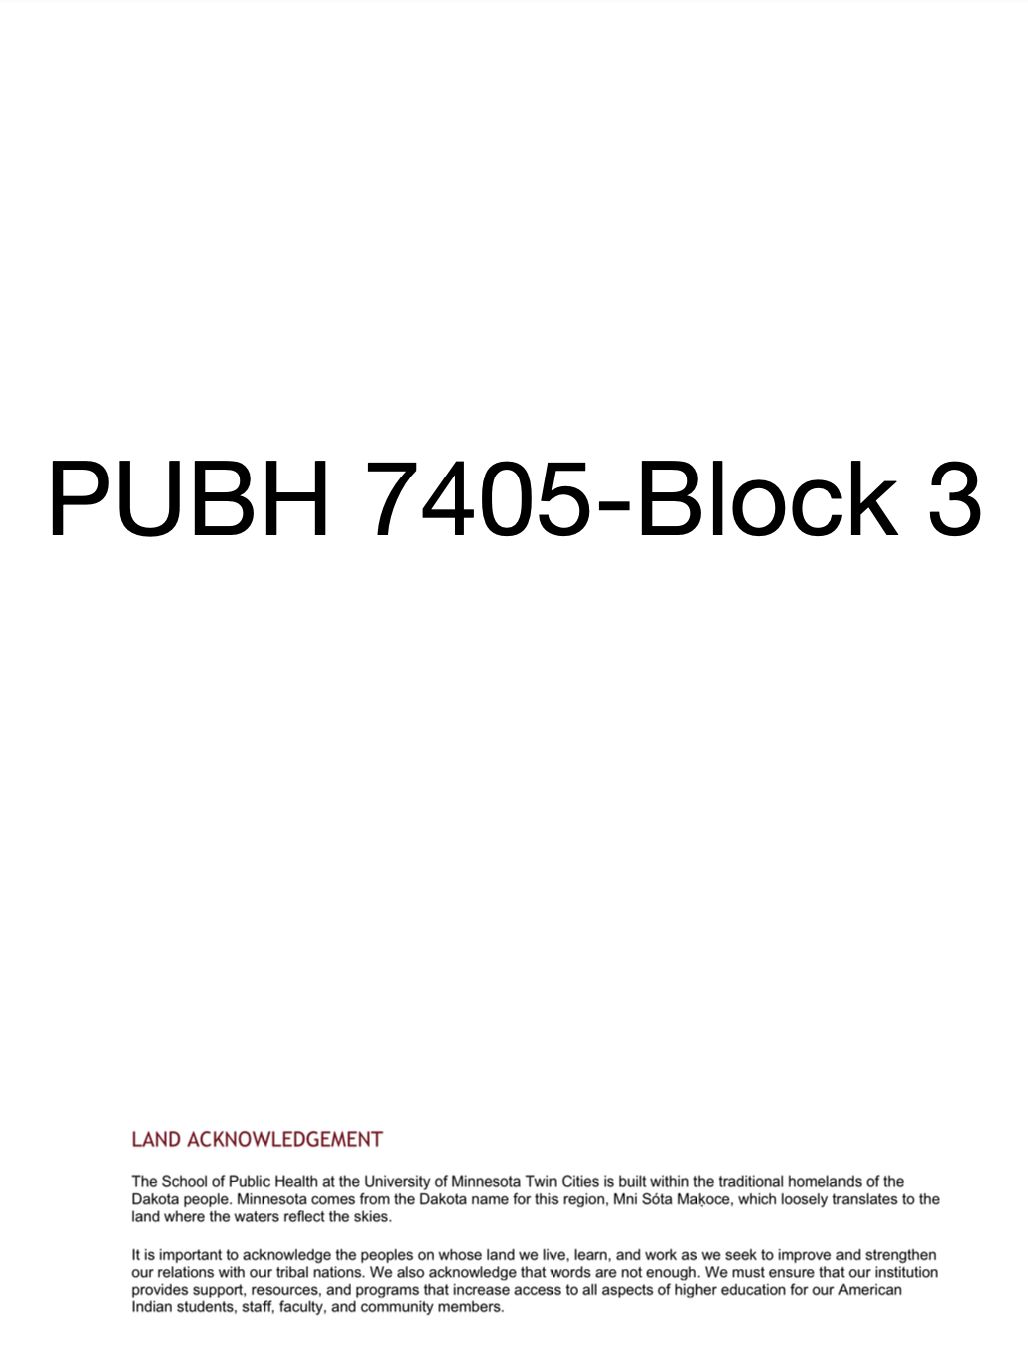 PUBH 7405-Block 3
LAND ACKNOWLEDGEMENT
The School of Public Health at the University of Minnesota Twin Cities is built within the traditional homelands of the
Dakota people. Minnesota comes from the Dakota name for this region, Mni Sóta Maḳoce, which loosely translates to the
land where the waters reflect the skies.
It is important to acknowledge the peoples on whose land we live, learn, and work as we seek to improve and strengthen
our relations with our tribal nations. We also acknowledge that words are not enough. We must ensure that our institution
provides support, resources, and programs that increase access to all aspects of higher education for our American
Indian students, staff, faculty, and community members.